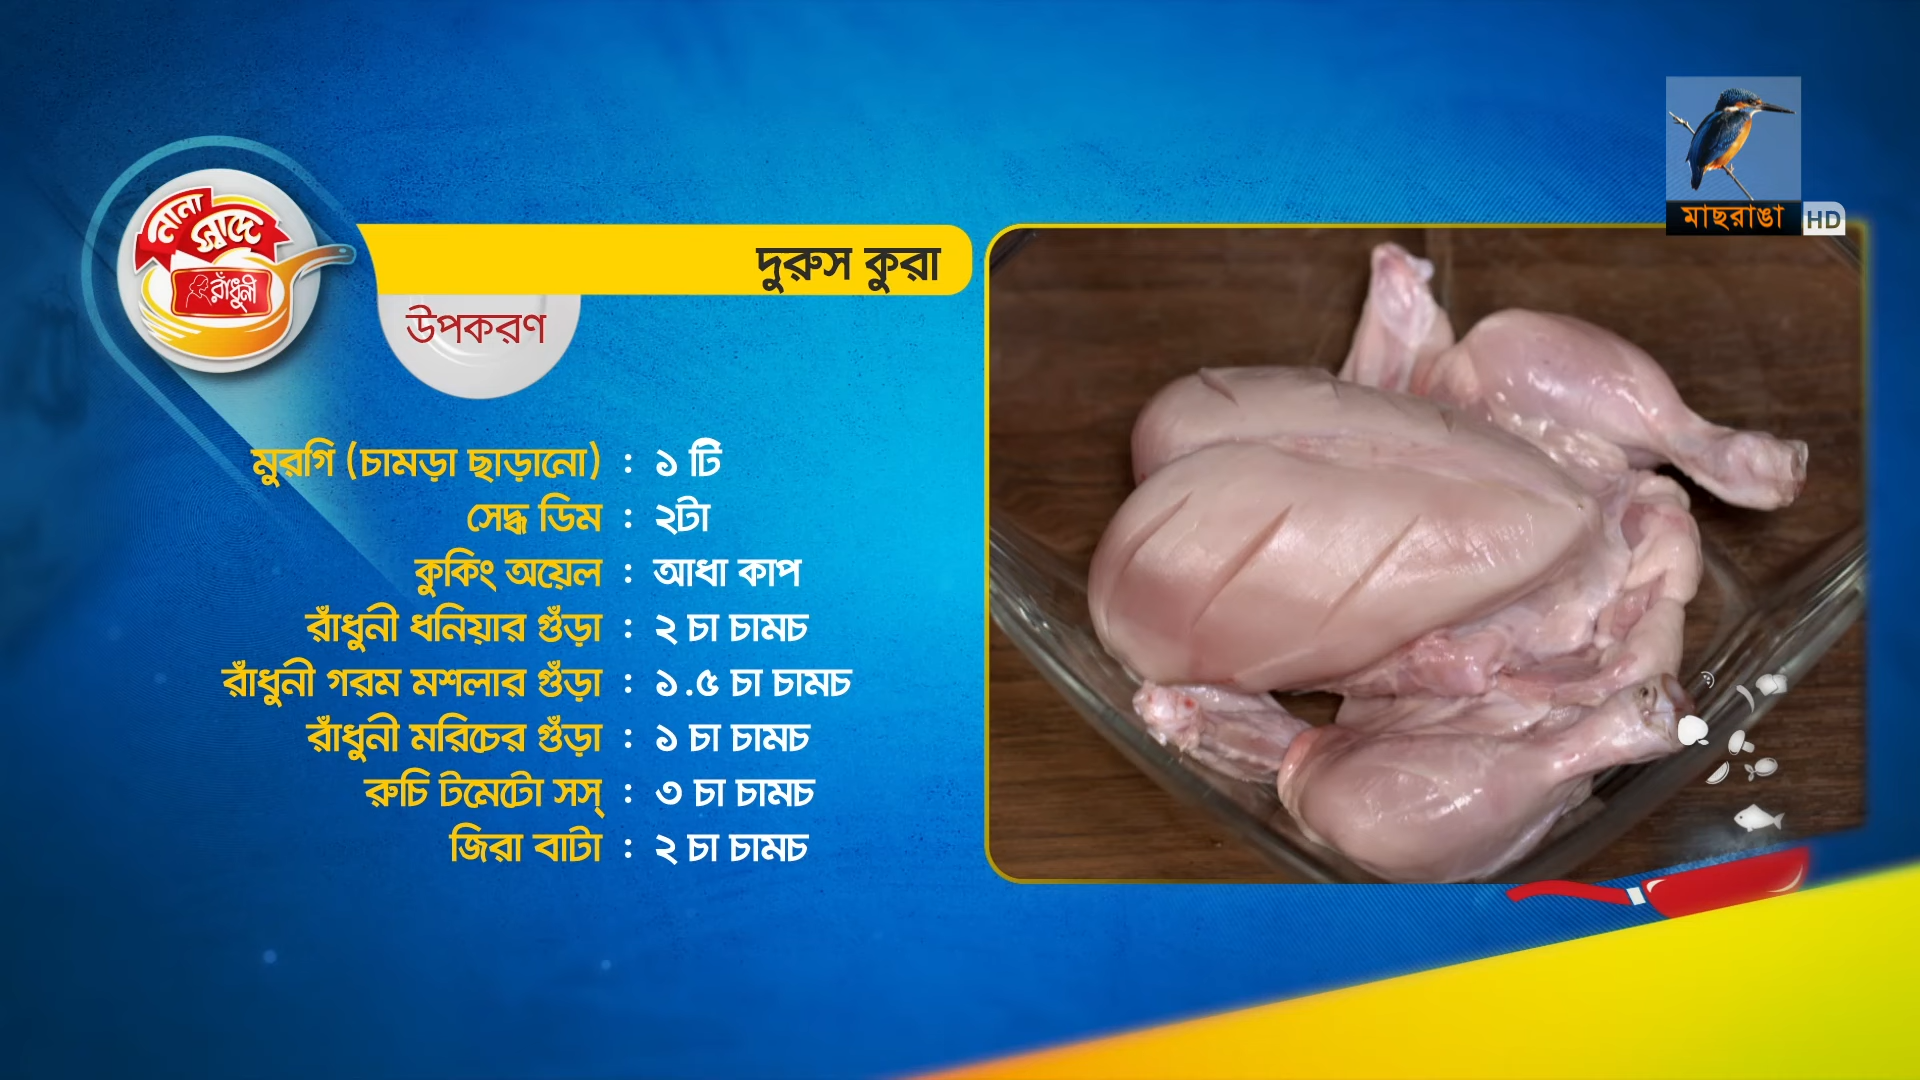 মাছরাঙা HD
নানা
স্বাদে
রাঁধুনী
দুরুস কুরা
উপকরণ
মুরগি (চামড়া ছাড়ানো) : ১ টি
সেদ্ধ ডিম : ২টা
কুকিং অয়েল : আধা কাপ
রাঁধুনী ধনিয়ার গুঁড়া : ২ চা চামচ
রাঁধুনী গরম মশলার গুঁড়া : ১.৫ চা চামচ
রাঁধুনী মরিচের গুঁড়া : ১ চা চামচ
রুচি টমেটো সস্ : ৩ চা চামচ
জিরা বাটা : ২ চা চামচ